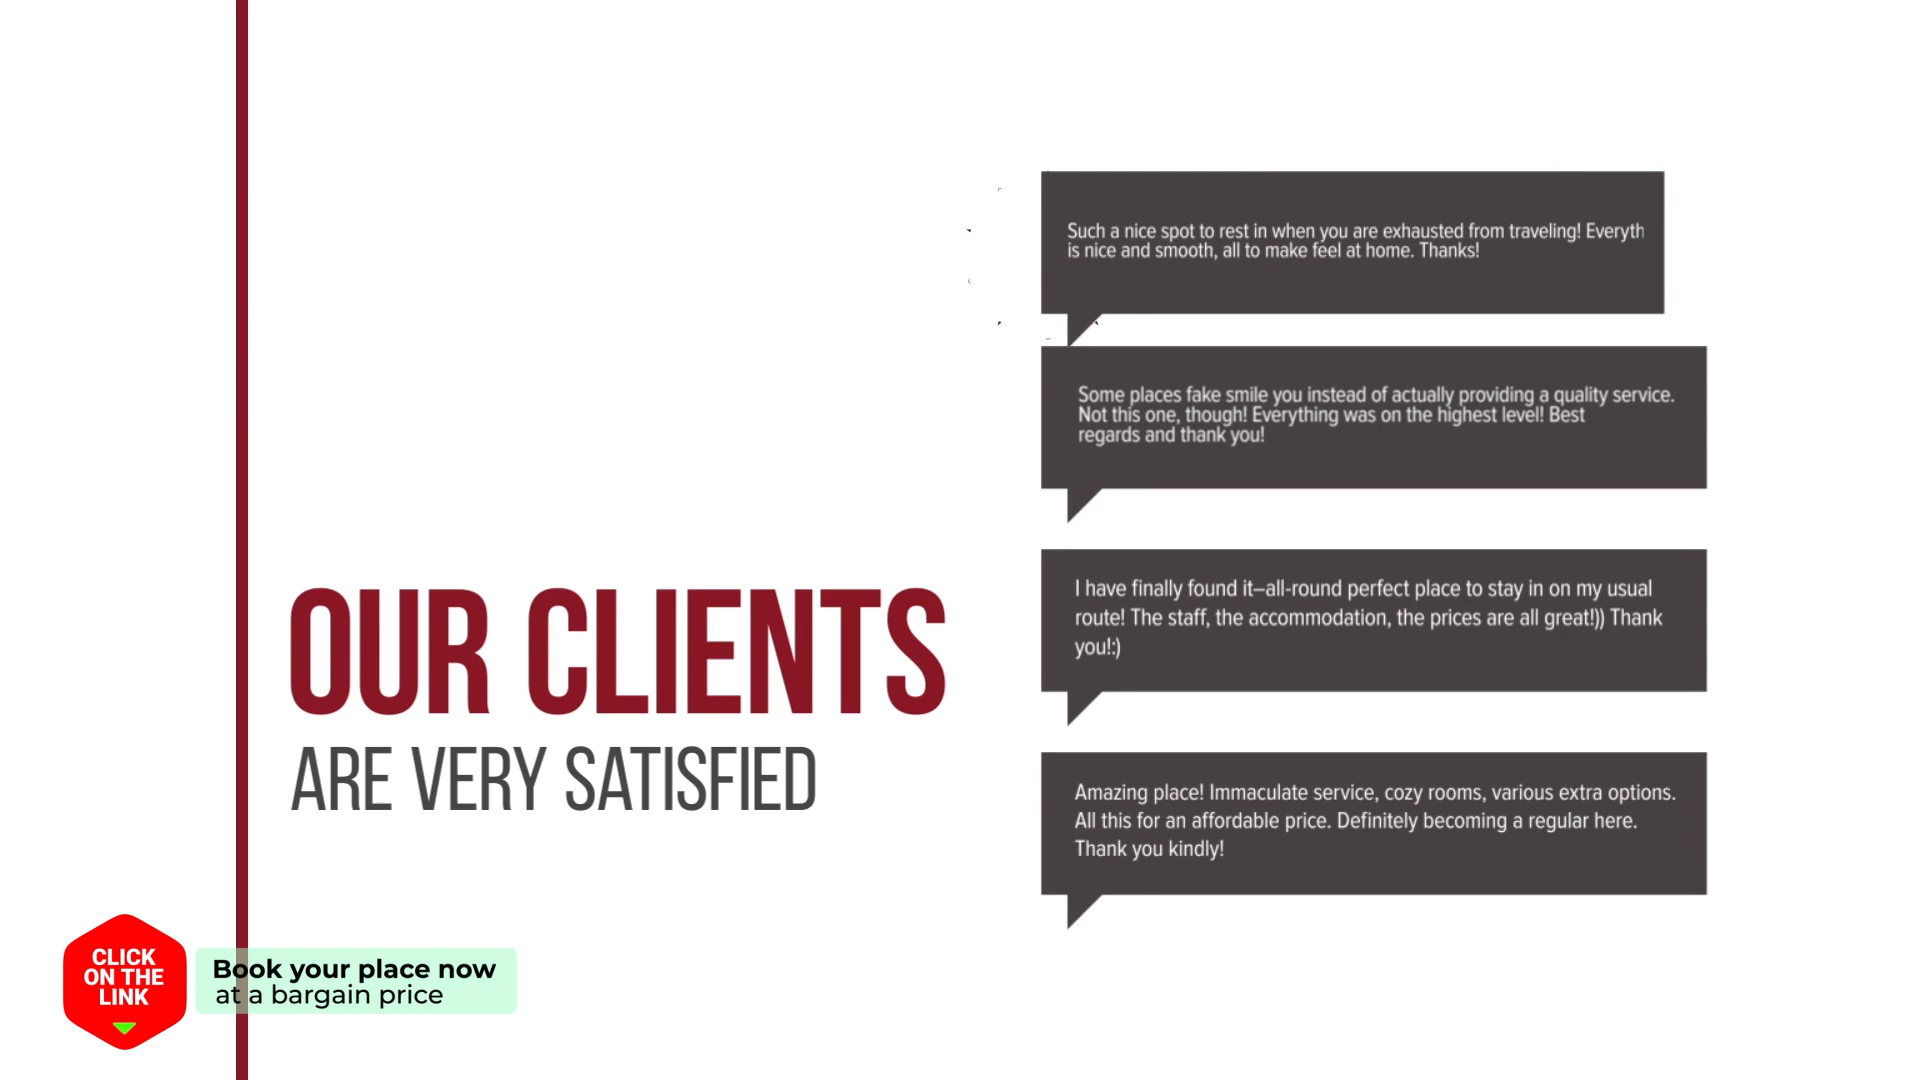 Such a nice spot to rest in when you are exhausted from traveling! Everyth
is nice and smooth, all to make feel at home. Thanks!
Some places fake smile you instead of actually providing a quality service.
Not this one, though! Everything was on the highest level! Best
regards and thank you!
I have finally found it–all-round perfect place to stay in on my usual
route! The staff, the accommodation, the prices are all great!)) Thank
you!:)
Amazing place! Immaculate service, cozy rooms, various extra options.
All this for an affordable price. Definitely becoming a regular here.
Thank you kindly!
OUR CLIENTS
ARE VERY SATISFIED
CLICK
ON THE
LINK
Book your place now
at a bargain price